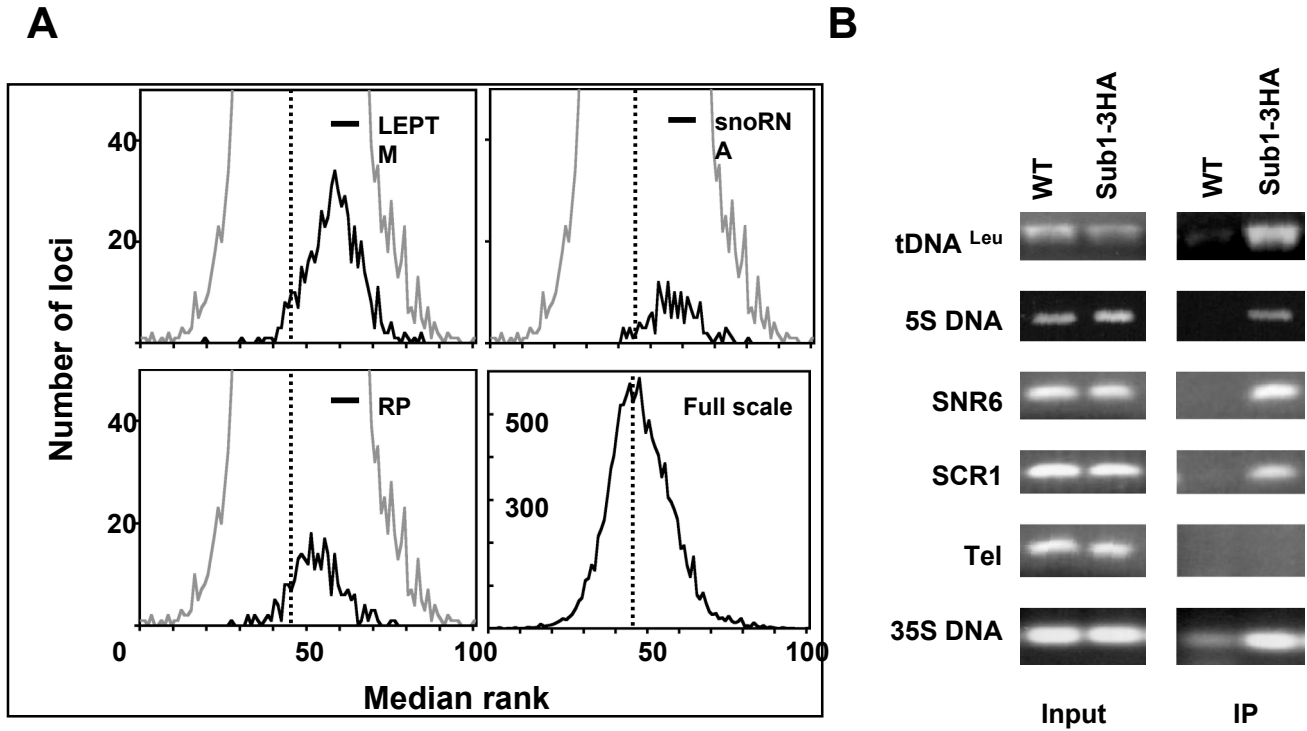 A
B
Number of loci
40
20
LEPT
M
snoRN
A
40
20
RP
500
300
Full scale
0
50
100
50
100
Median rank
WT
Sub1-3HA
WT
Sub1-3HA
tDNA Leu
5S DNA
SNR6
SCR1
Tel
35S DNA
Input
IP